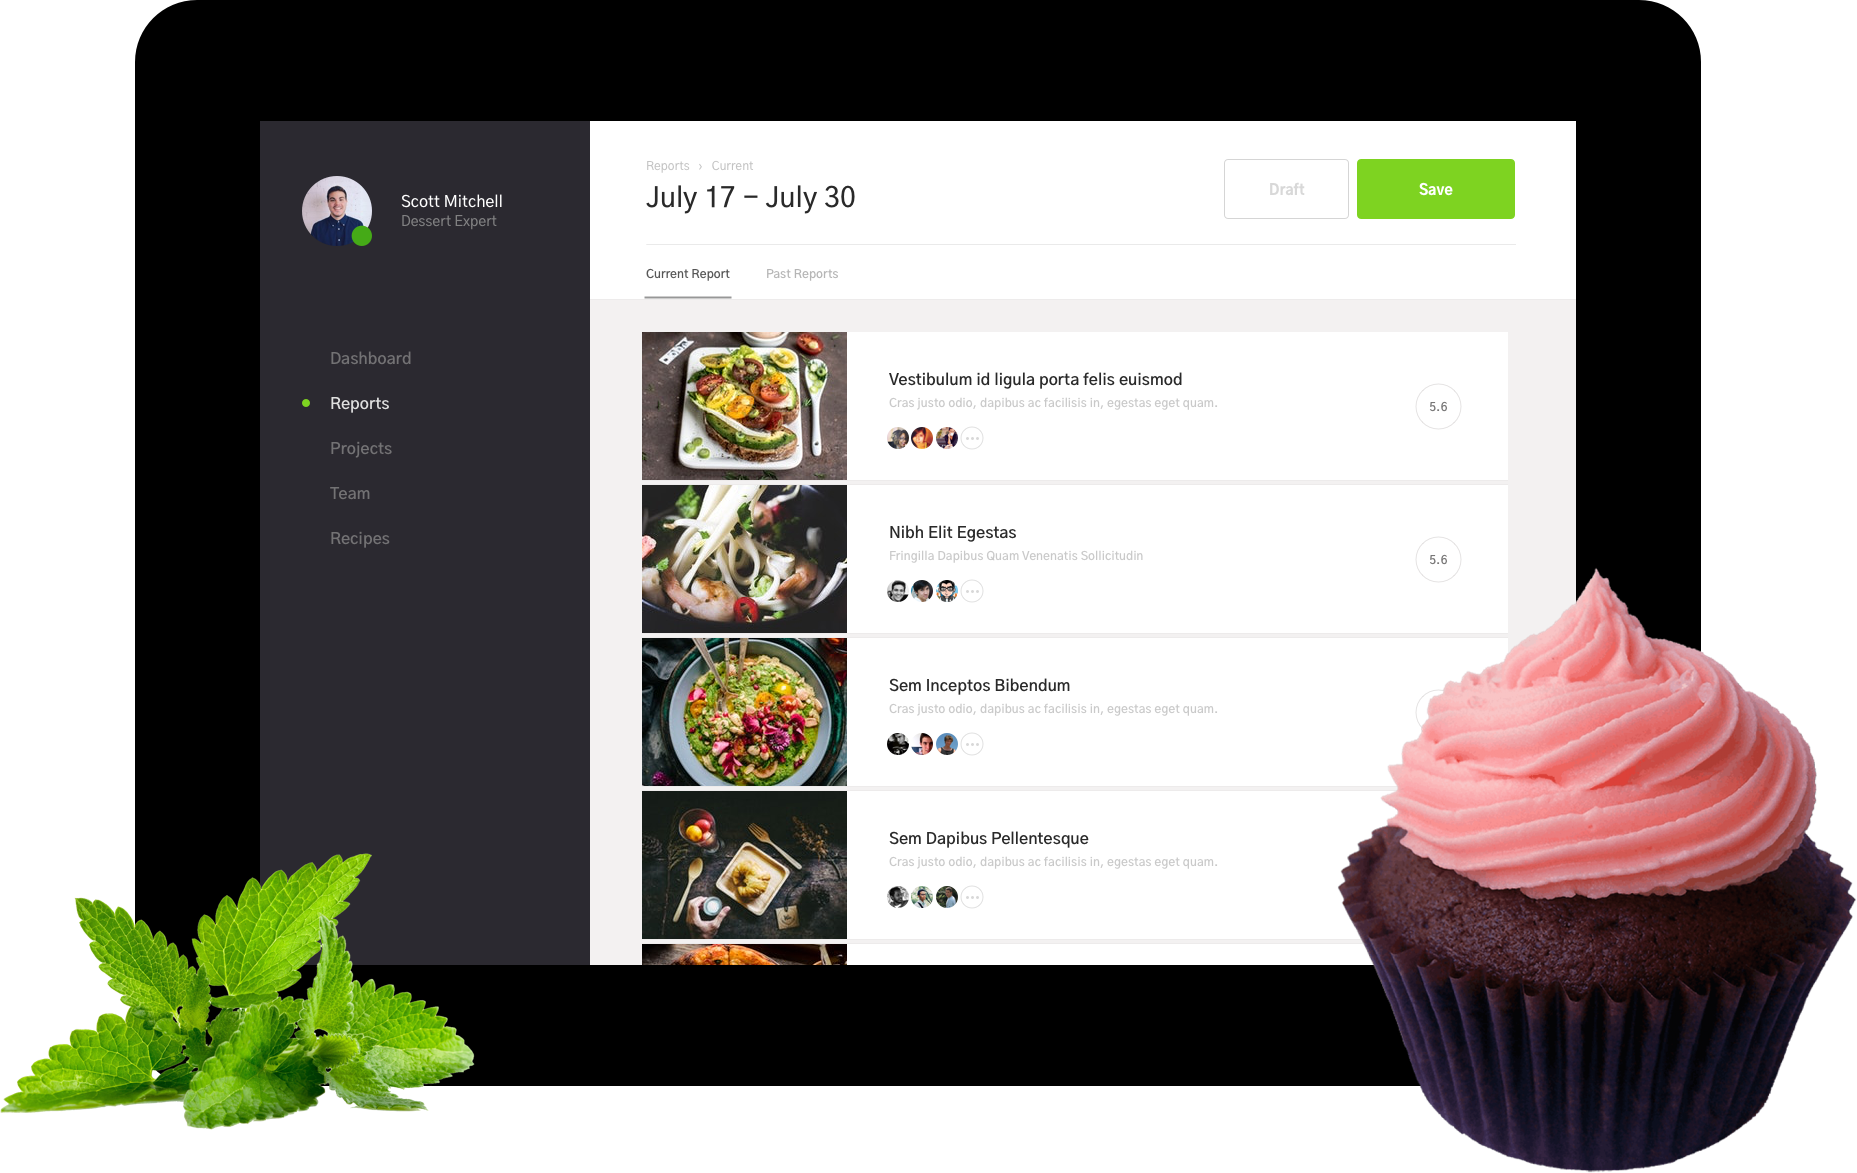 Scott Mitchell
Dessert Expert
Dashboard
Reports
Projects
Team
Recipes
Reports › Current
July 17 – July 30
Draft
Save
Current Report
Past Reports
Vestibulum id ligula porta felis euismod
Cras justo odio, dapibus ac facilisis in, egestas eget quam.
5.6
Nibh Elit Egestas
Fringilla Dapibus Quam Venenatis Sollicitudin
5.6
Sem Inceptos Bibendum
Cras justo odio, dapibus ac facilisis in, egestas eget quam.
Sem Dapibus Pellentesque
Cras justo odio, dapibus ac facilisis in, egestas eget quam.